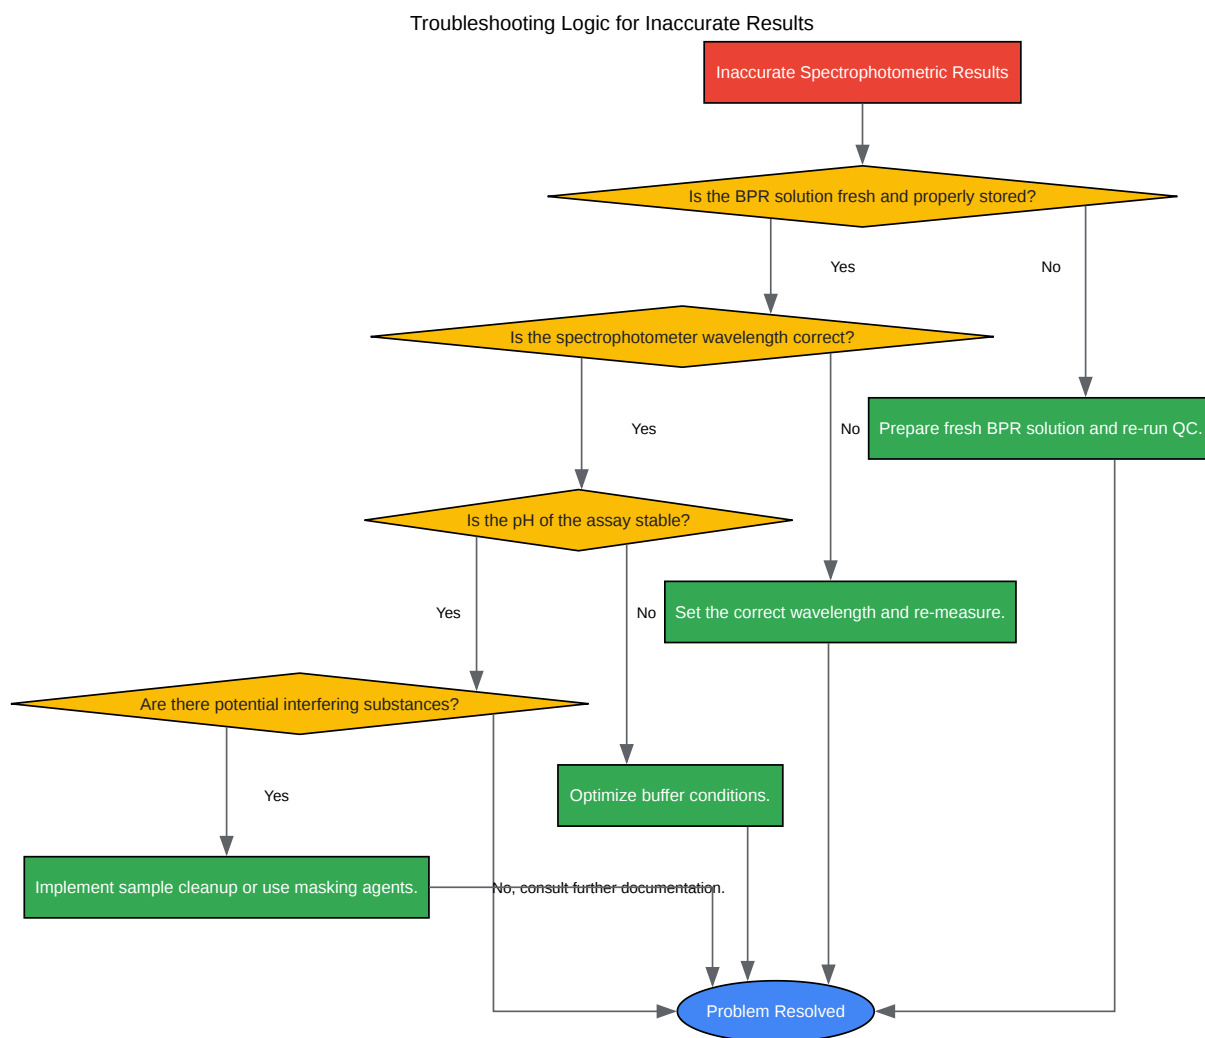 Troubleshooting Logic for Inaccurate Results
Inaccurate Spectrophotometric Results
Is the BPR solution fresh and properly stored?
Yes
No
Is the spectrophotometer wavelength correct?
Yes
No
Prepare fresh BPR solution and re-run QC.
Is the pH of the assay stable?
Yes
No
Set the correct wavelength and re-measure.
Are there potential interfering substances?
Yes
Optimize buffer conditions.
Implement sample cleanup or use masking agents.
No, consult further documentation.
Problem Resolved